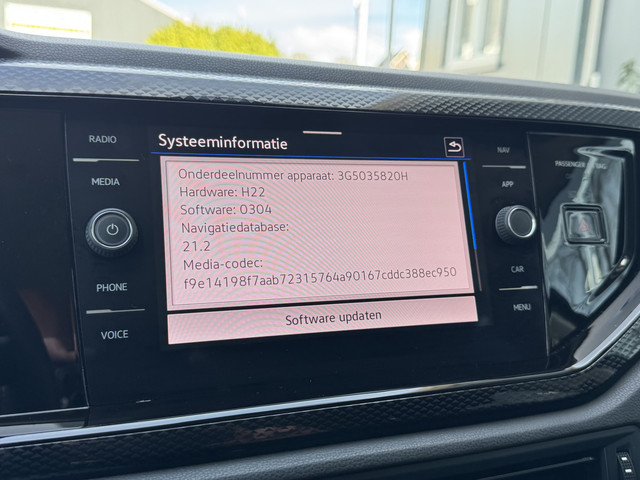 RADIO
MEDIA
PHONE
VOICE
Systeeminformatie
Onderdeelnummer apparaat: 3G5035820H
Hardware: H22
Software: 0304
Navigatiedatabase:
21.2
Media-codec:
f9e14198f7aab72315764a90167cddc388ec950
Software updaten
NAV
APP
CAR
MENU
PASSENGER